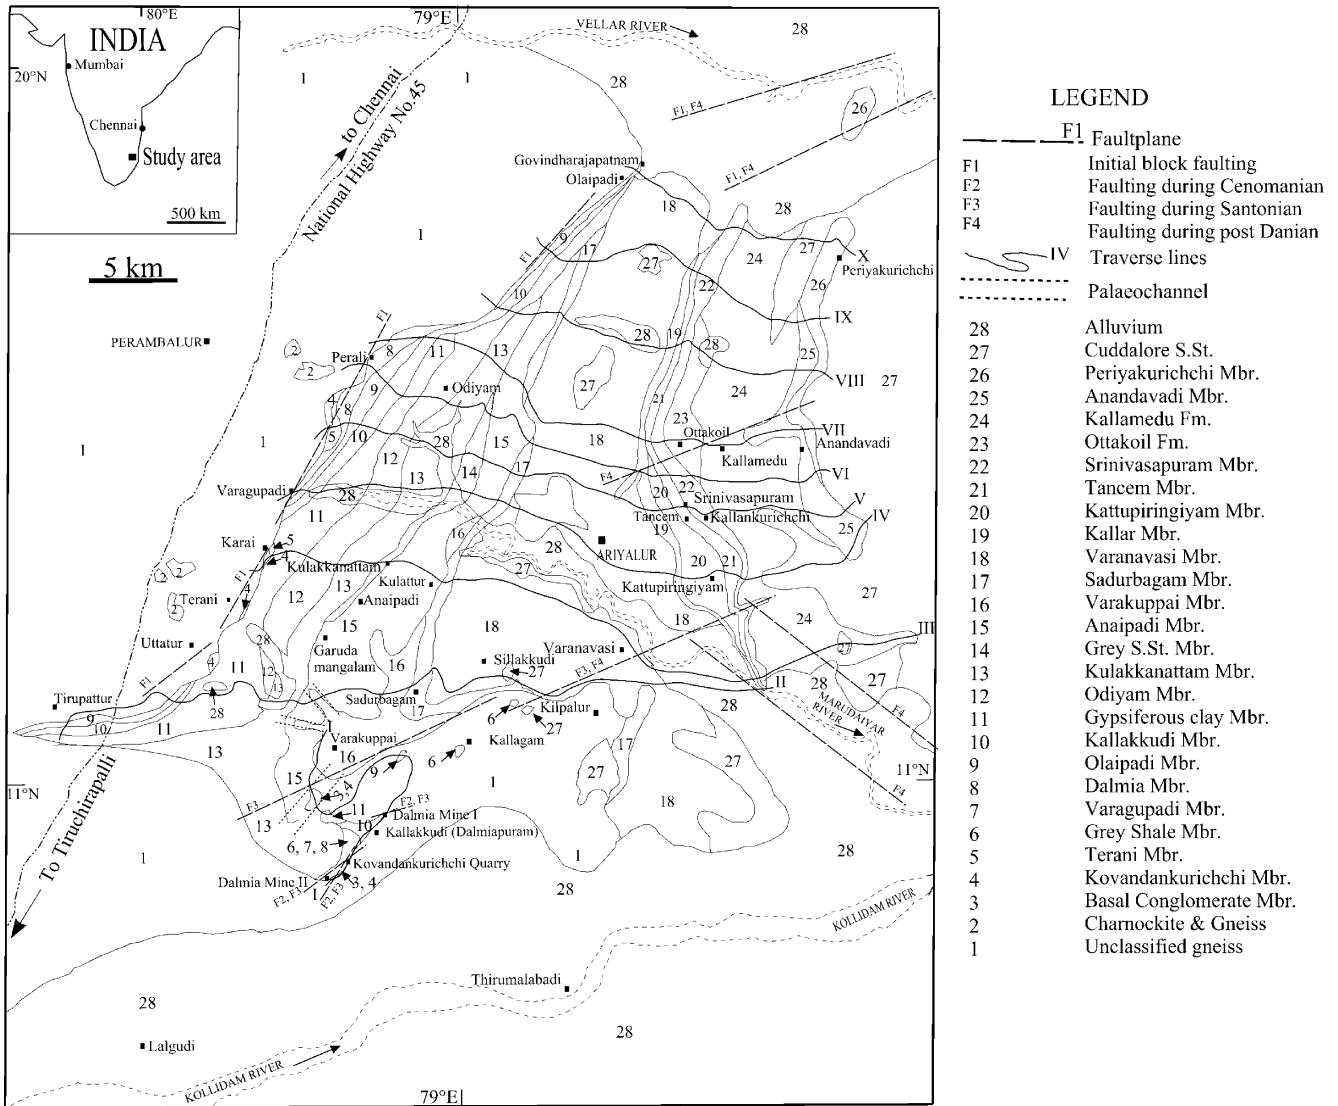 80°E
INDIA
Mumbai
20°N
Chennai
Study area
500 km
79°E
VELLAR RIVER
28
1
1
28
to Chennai
National Highway No.45
F1, F4
26
Govindharajapatnam
Olaipadi
F1, F4
18
28
1
9
17
F1
27
24
27
X
Periyakurichchi
5 km
10
22
26
F1
IX
28
19
28
PERAMBALUR
2
Perali
8
11
13
25
2
VIII
27
9
Odiyam
27
24
4
8
21
23
VII
5
10
28
15
18
Ottakoil
Anandavadi
1
1
12
17
Kallamedu
13
14
F4
VI
Varagupadi
28
20
22
Srinivasapuram
V
11
Tancem
Kallankurichchi
IV
16
19
25
Karai
5
28
ARIYALUR
4
Kulakkanattam
27
20
21
2
2
F1
13
Kulattur
Kattupiringiyam
Terani
4
12
Anaipadi
27
2
15
18
18
24
III
Uttatur
28
Garuda
mangalam
Varanavasi
4
11
16
Sillakkudi
27
F3, F4
27
12
F1
13
27
II
28
27
Tirupattur
28
Sadurbagam
17
6
Kilpalur
28
MARUDAIYAR
RIVER
F4
9
10
11
I
27
13
Varakuppai
Kallagam
17
16
6
28
9
11°N
15
3,4
1
27
11°N
F3
11
F2, F3
18
F4
13
10
Dalmia Mine I
Kallakkudi (Dalmiapuram)
To Tiruchirapalli
6, 7, 8
1
Kovandankurichchi Quarry
1
28
Dalmia Mine II
3, 4
F2, F3
1
F2, F3
28
KOLLIDAM RIVER
Thirumalabadi
28
28
Lalgudi
KOLLIDAM RIVER
79°E
LEGEND
F1 Faultplane
F1 Initial block faulting
F2 Faulting during Cenomanian
F3 Faulting during Santonian
F4 Faulting during post Danian
IV Traverse lines
Palaeochannel
28 Alluvium
27 Cuddalore S.St.
26 Periyakurichchi Mbr.
25 Anandavadi Mbr.
24 Kallamedu Fm.
23 Ottakoil Fm.
22 Srinivasapuram Mbr.
21 Tancem Mbr.
20 Kattupiringiyam Mbr.
19 Kallar Mbr.
18 Varanavasi Mbr.
17 Sadurbagam Mbr.
16 Varakuppai Mbr.
15 Anaipadi Mbr.
14 Grey S.St. Mbr.
13 Kulakkanattam Mbr.
12 Odiyam Mbr.
11 Gypsiferous clay Mbr.
10 Kallakkudi Mbr.
9 Olaipadi Mbr.
8 Dalmia Mbr.
7 Varagupadi Mbr.
6 Grey Shale Mbr.
5 Terani Mbr.
4 Kovandankurichchi Mbr.
3 Basal Conglomerate Mbr.
2 Charnockite & Gneiss
1 Unclassified gneiss